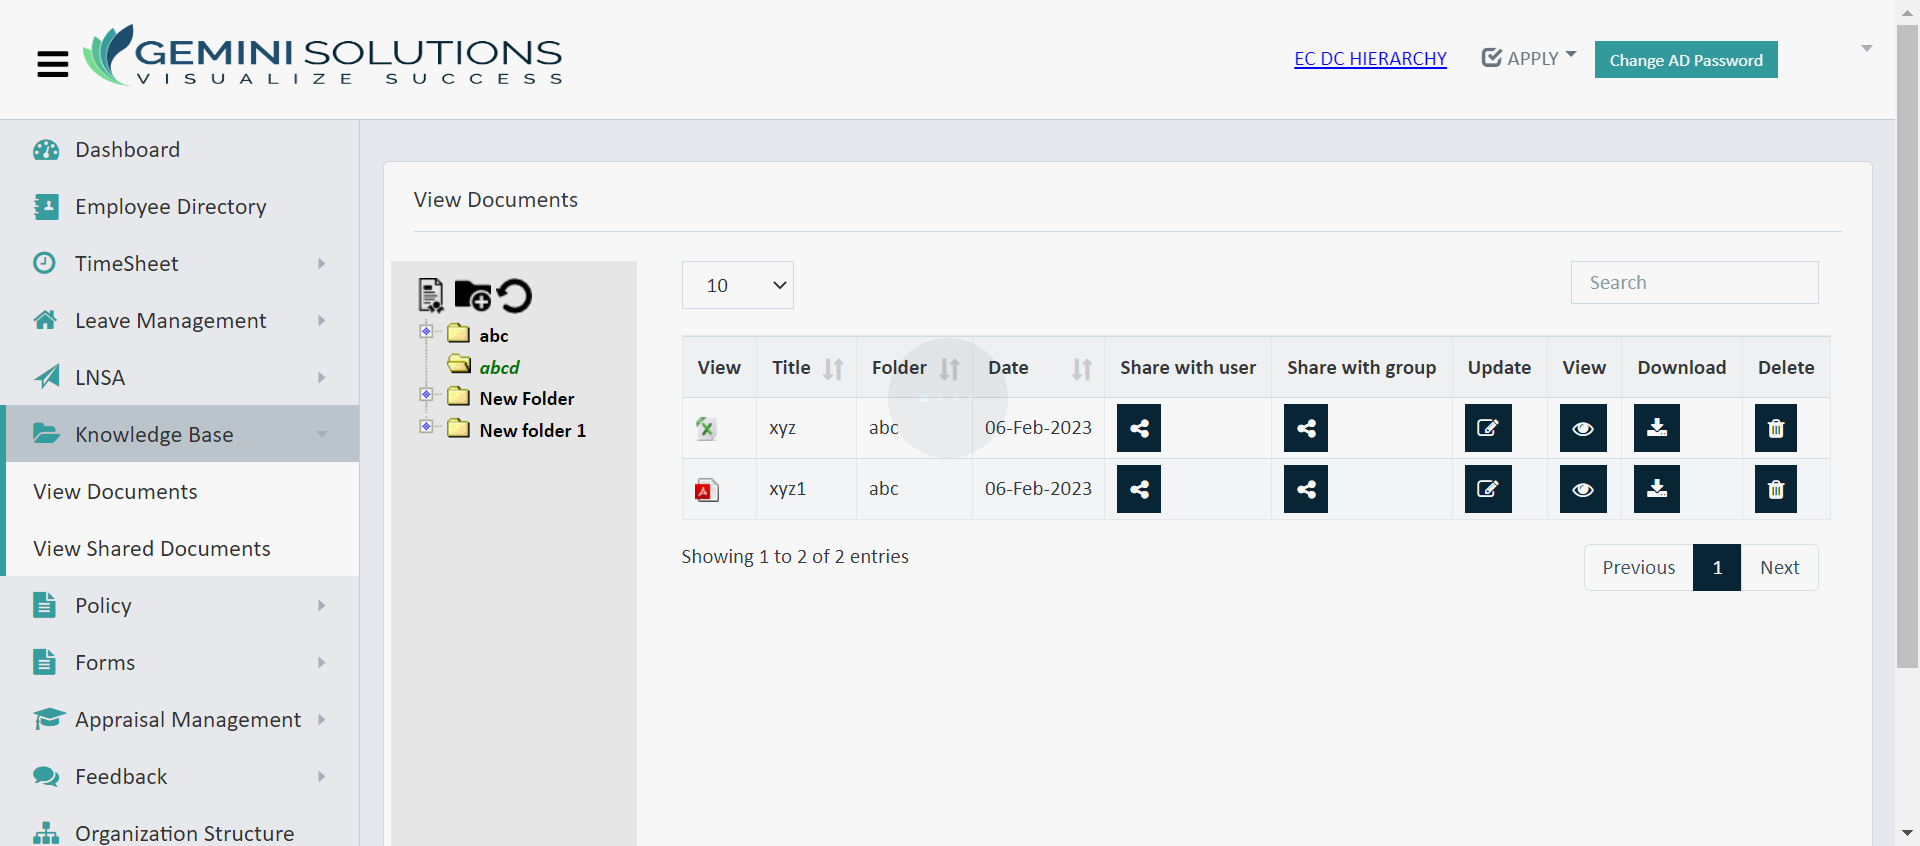 GEMINI SOLUTIONS
VISUALIZE SUCCESS
EC DC HIERARCHY
APPLY
Change AD Password
Dashboard
Employee Directory
TimeSheet
Leave Management
LNSA
Knowledge Base
View Documents
View Shared Documents
Policy
Forms
Appraisal Management
Feedback
Organization Structure
View Documents
abc
abcd
New Folder
New folder 1
10
Search
View Title Folder Date Share with user Share with group Update View Download Delete
xyz abc 06-Feb-2023
xyz1 abc 06-Feb-2023
Showing 1 to 2 of 2 entries
Previous 1 Next